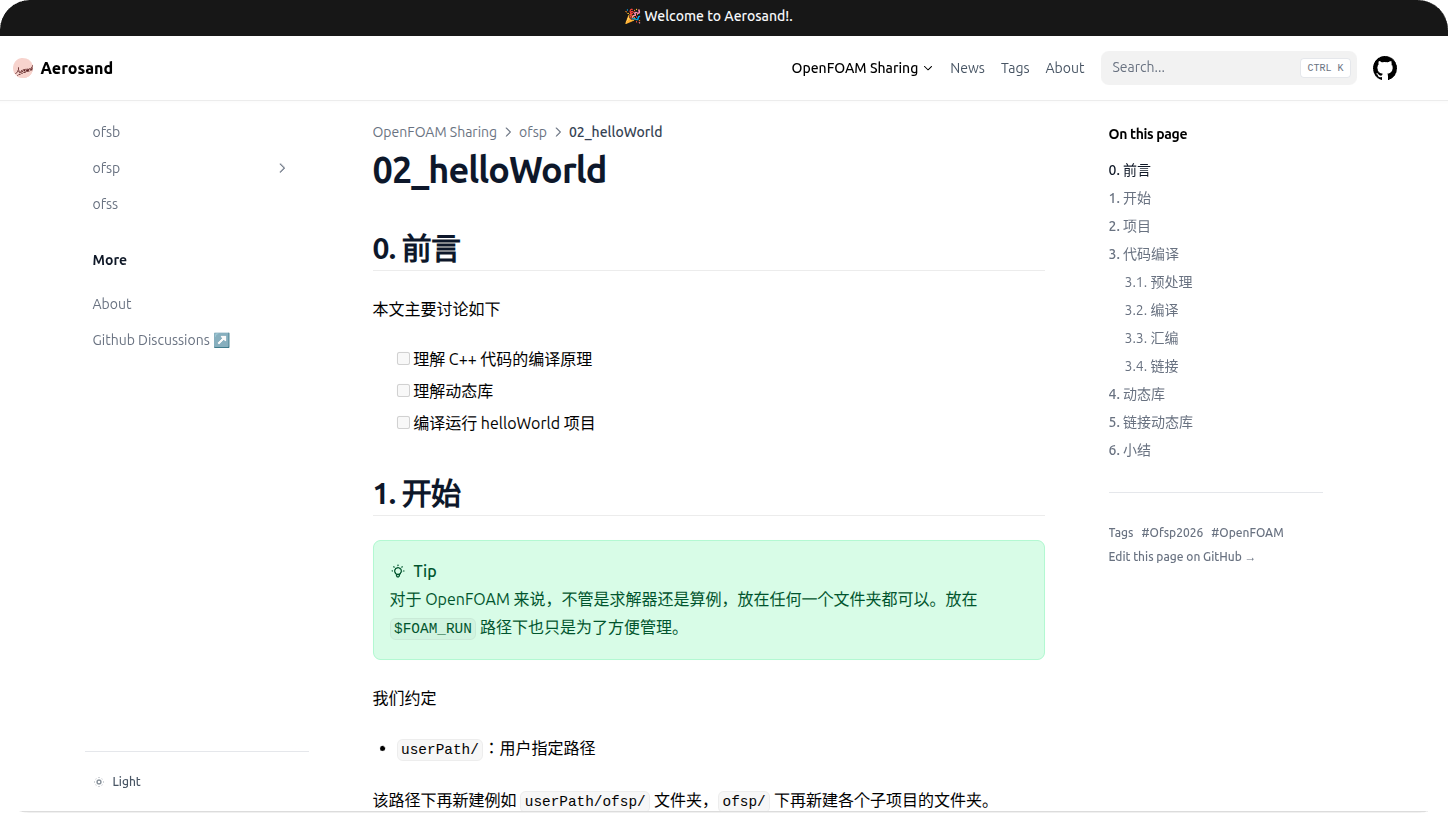 🎉 Welcome to Aerosand!.
Aerosand
OpenFOAM Sharing
News
Tags
About
Search...
CTRL K
ofsb
ofsp
ofss
More
About
Github Discussions ↗️
Light
OpenFOAM Sharing > ofsp > 02_helloWorld
02_helloWorld
0. 前言
本文主要讨论如下
理解 C++ 代码的编译原理
理解动态库
编译运行 helloWorld 项目
1. 开始
Tip
对于 OpenFOAM 来说，不管是求解器还是算例，放在任何一个文件夹都可以。放在
$FOAM_RUN 路径下也只是为了方便管理。
我们约定
• userPath/ ：用户指定路径
该路径下再新建例如 userPath/ofsp/ 文件夹，ofsp/ 下再新建各个子项目的文件夹。
On this page
0. 前言
1. 开始
2. 项目
3. 代码编译
3.1. 预处理
3.2. 编译
3.3. 汇编
3.4. 链接
4. 动态库
5. 链接动态库
6. 小结
Tags #Ofsp2026 #OpenFOAM
Edit this page on GitHub →